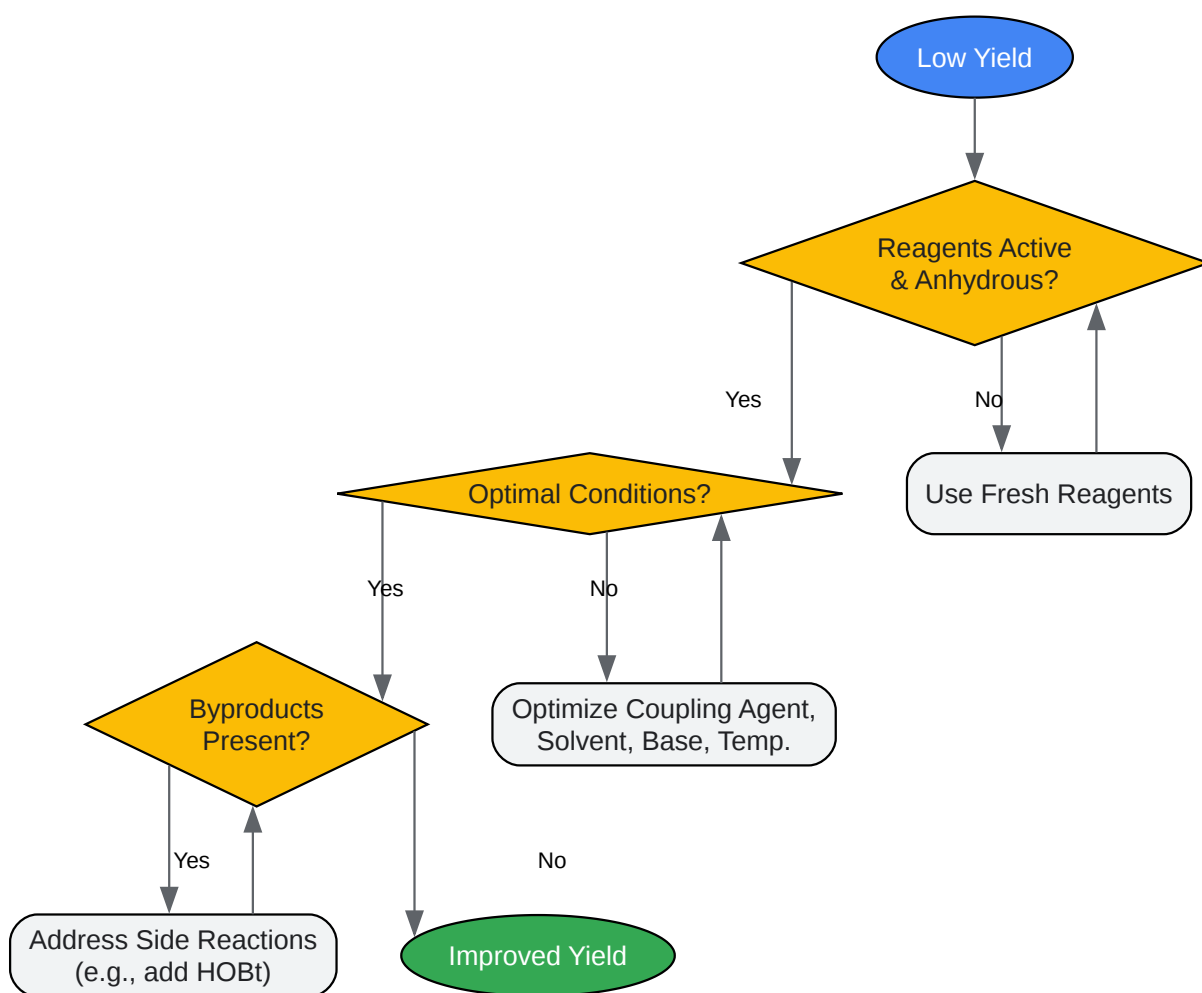 Low Yield
Reagents Active
& Anhydrous?
Yes
No
Use Fresh Reagents
Optimal Conditions?
Yes
No
Optimize Coupling Agent,
Solvent, Base, Temp.
Byproducts
Present?
Yes
No
Address Side Reactions
(e.g., add HOBt)
Improved Yield